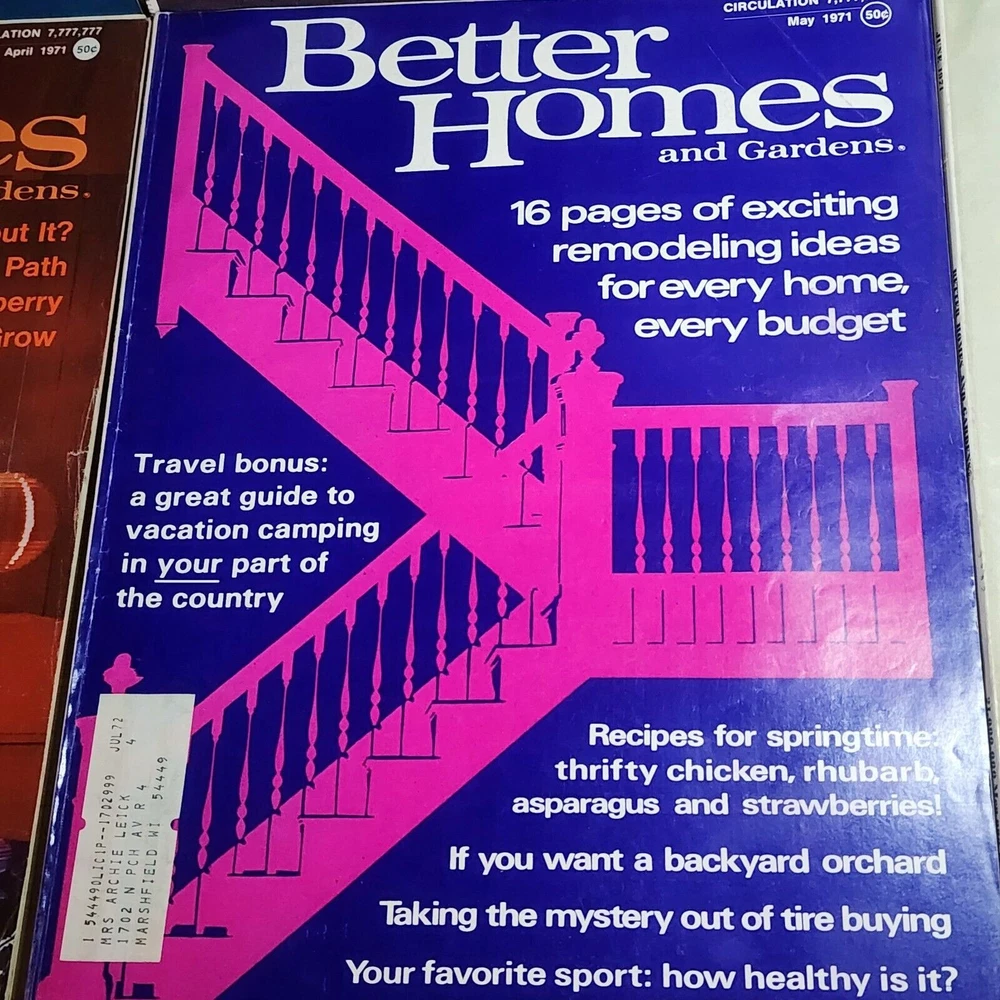 ATION 7,777,777
April 1971 50¢
es
dens.
ut It?
Path
berry
Grow
CIRCULATION
May 1971 50¢
Better
Homes
and Gardens.
16 pages of exciting
remodeling ideas
for every home,
every budget
Travel bonus:
a great guide to
vacation camping
in your part of
the country
1 544490LIC1P--1702999 JUL72
MRS ARCHIE LEICK 4
1702 N PCH AV R 4
MARSHFIELD WI 54449
Recipes for springtime:
thrifty chicken, rhubarb,
asparagus and strawberries!
If you want a backyard orchard
Taking the mystery out of tire buying
Your favorite sport: how healthy is it?